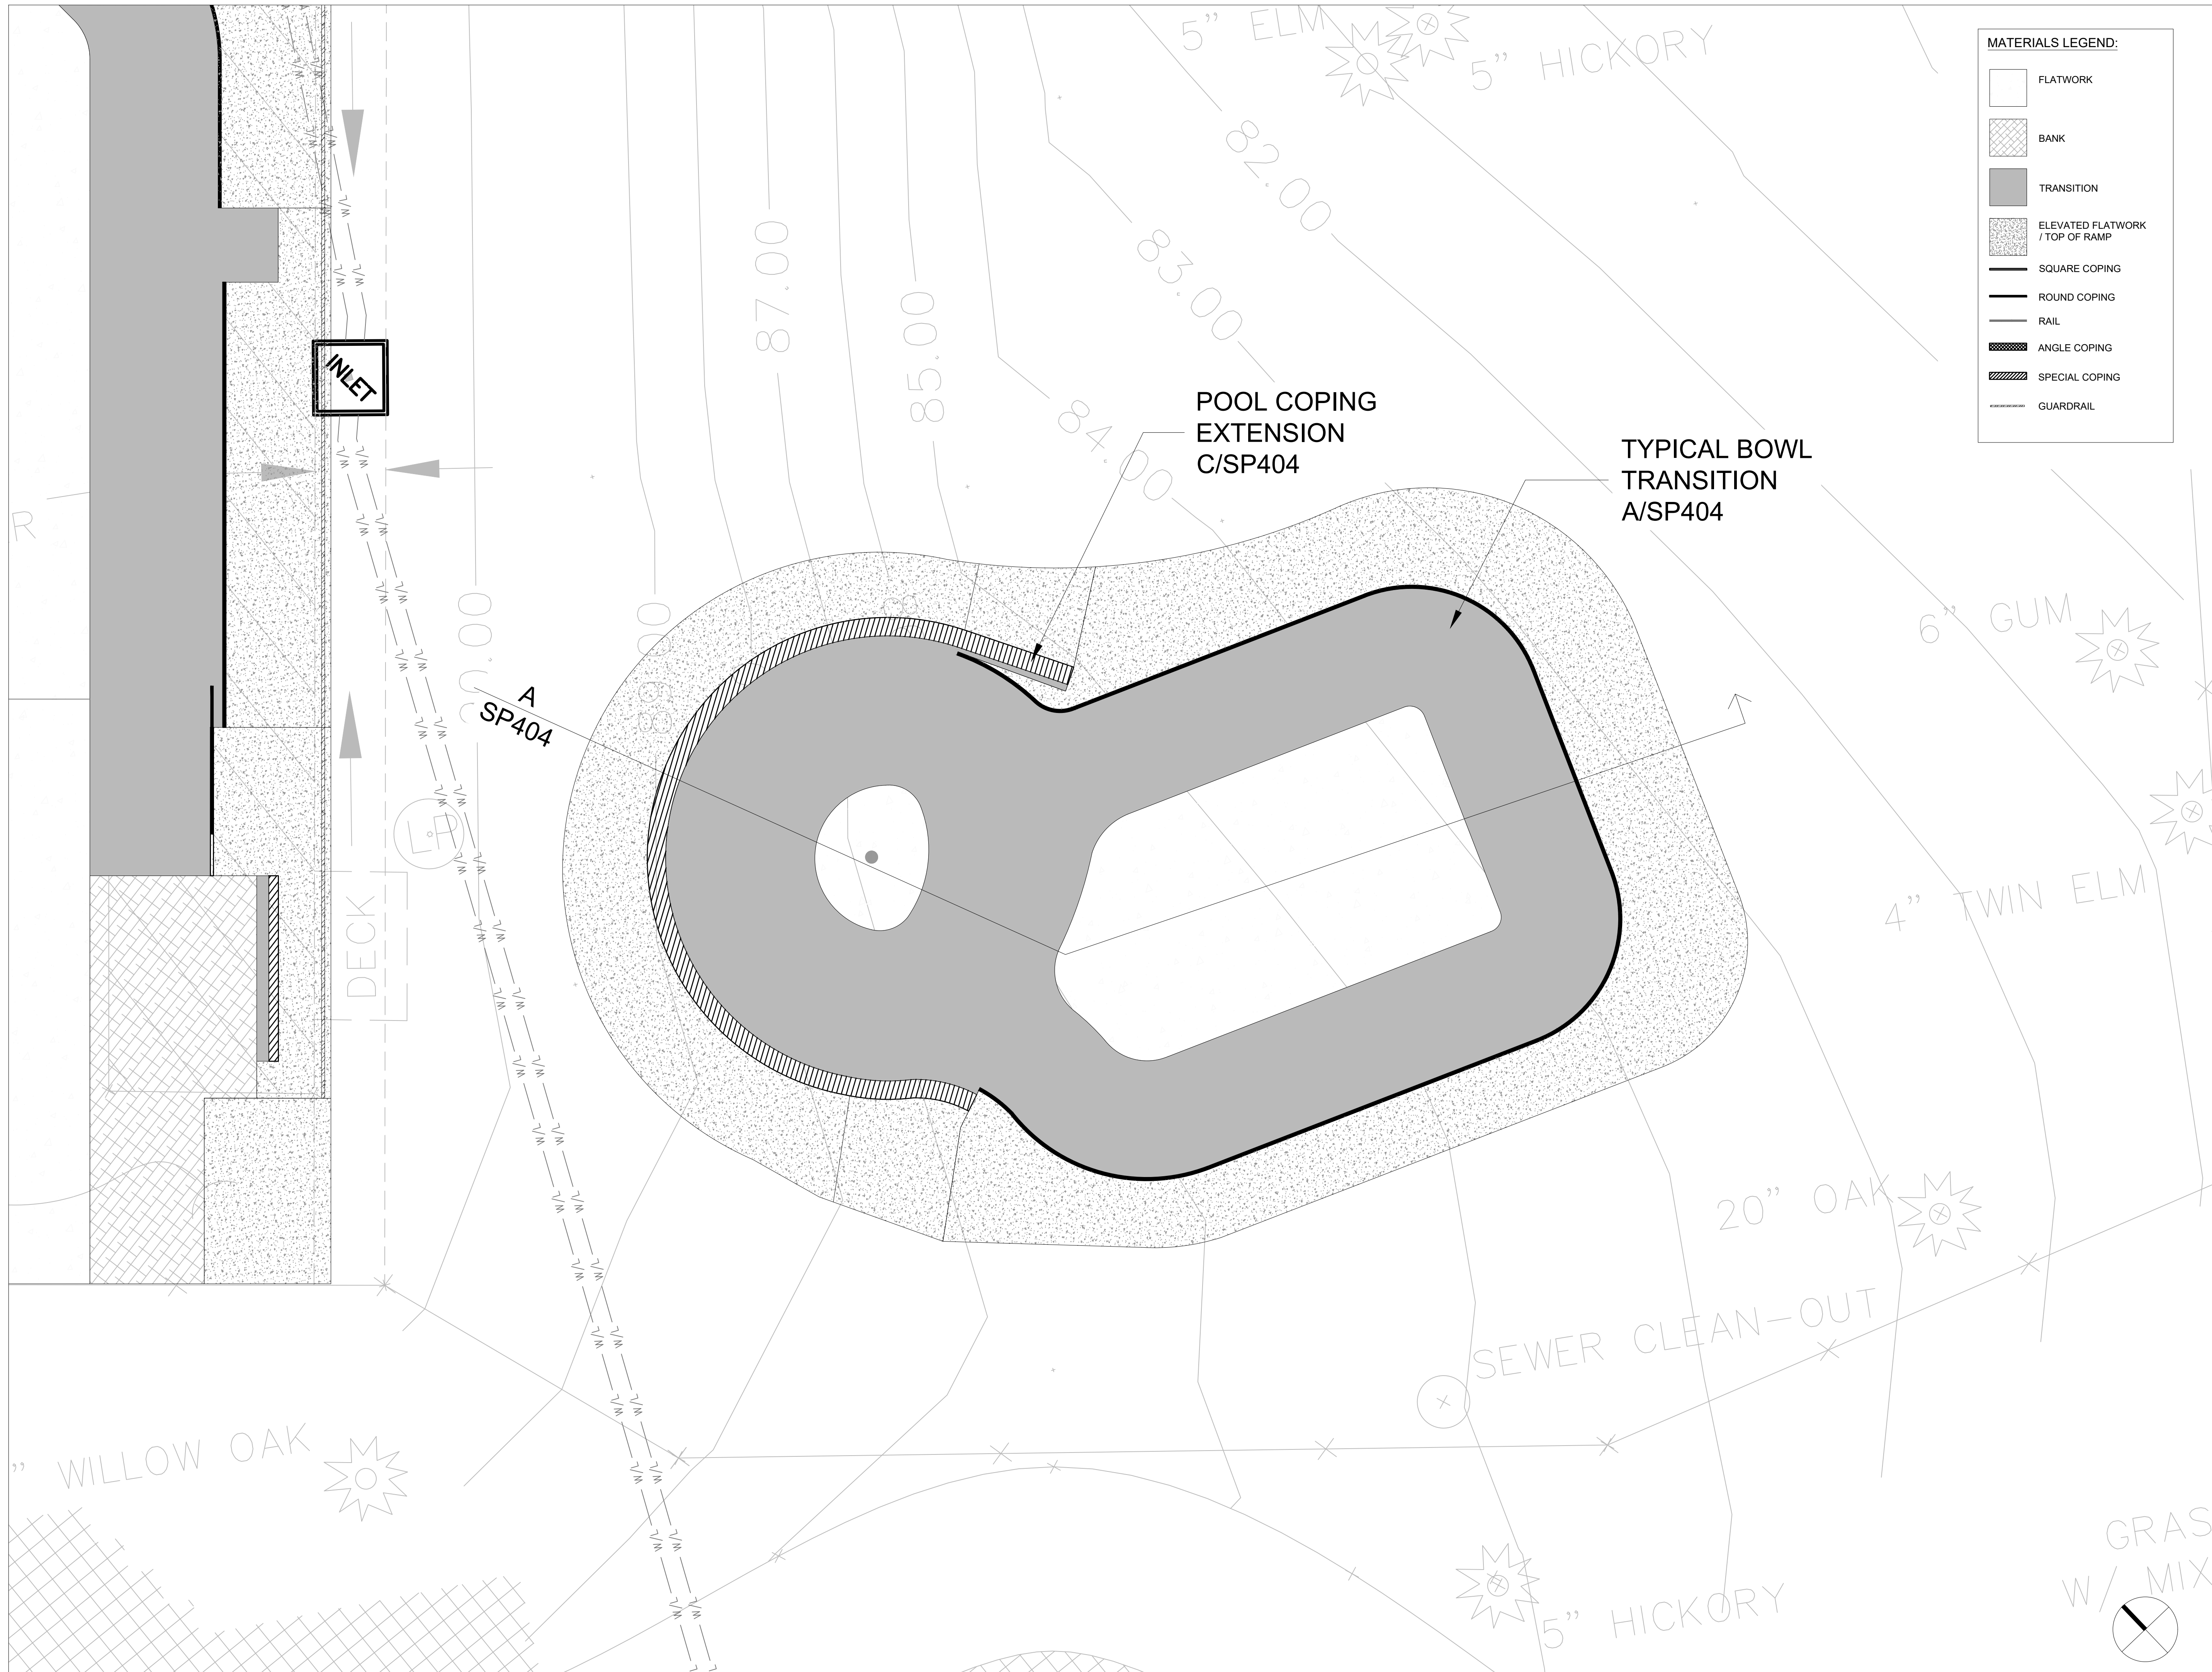 5" ELM
5" HICKORY
MATERIALS LEGEND:
FLATWORK
BANK
TRANSITION
ELEVATED FLATWORK
/ TOP OF RAMP
SQUARE COPING
ROUND COPING
RAIL
ANGLE COPING
SPECIAL COPING
GUARDRAIL
82.00
83.00
87.00
85.00
84.00
INLET
POOL COPING
EXTENSION
C/SP404
TYPICAL BOWL
TRANSITION
A/SP404
R
6" GUM
A
SP404
LP
DECK
4" TWIN ELM
20" OAK
SEWER CLEAN-OUT
" WILLOW OAK
5" HICKORY
GRAS
W/ MIX